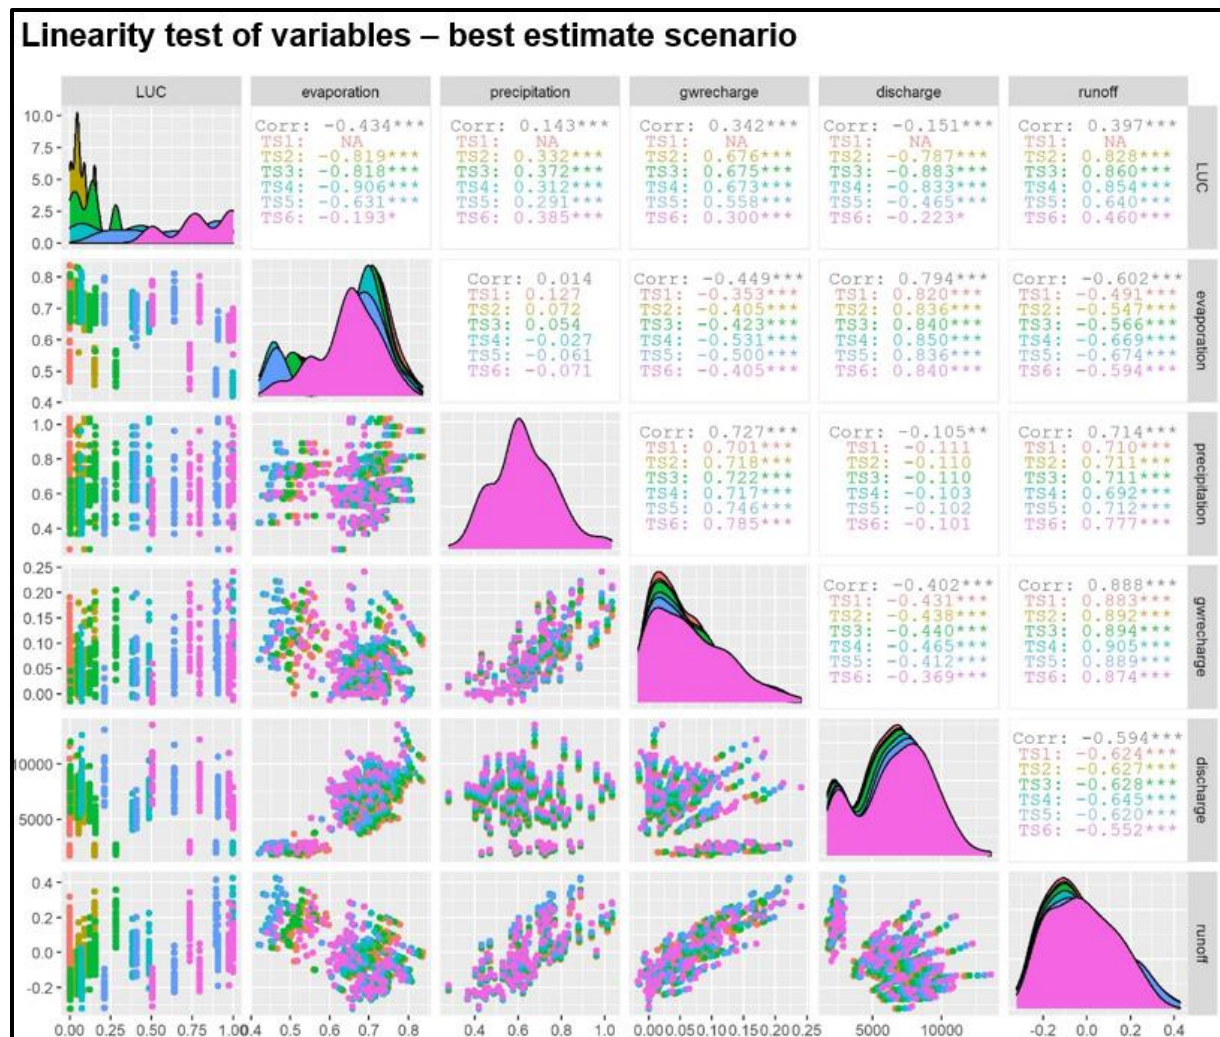 Linearity test of variables – best estimate scenario
LUC
evaporation
precipitation
gwrecharge
discharge
runoff
10.0
7.5
5.0
2.5
0.0
Corr: -0.434***
TS1: NA
TS2: -0.819***
TS3: -0.818***
TS4: -0.906***
TS5: -0.631***
TS6: -0.193*
Corr: 0.143***
TS1: NA
TS2: 0.332***
TS3: 0.372***
TS4: 0.312***
TS5: 0.291***
TS6: 0.385***
Corr: 0.342***
TS1: NA
TS2: 0.676***
TS3: 0.675***
TS4: 0.673***
TS5: 0.558***
TS6: 0.300***
Corr: -0.151***
TS1: NA
TS2: -0.787***
TS3: -0.883***
TS4: -0.833***
TS5: -0.465***
TS6: -0.223*
Corr: 0.397***
TS1: NA
TS2: 0.828***
TS3: 0.860***
TS4: 0.854***
TS5: 0.640***
TS6: 0.460***
LUC
0.8
0.7
0.6
0.5
0.4
Corr: 0.014
TS1: 0.127
TS2: 0.072
TS3: 0.054
TS4: -0.027
TS5: -0.061
TS6: -0.071
Corr: -0.449***
TS1: -0.353***
TS2: -0.405***
TS3: -0.423***
TS4: -0.531***
TS5: -0.500***
TS6: -0.405***
Corr: 0.794***
TS1: 0.820***
TS2: 0.836***
TS3: 0.840***
TS4: 0.850***
TS5: 0.836***
TS6: 0.840***
Corr: -0.602***
TS1: -0.491***
TS2: -0.547***
TS3: -0.566***
TS4: -0.669***
TS5: -0.674***
TS6: -0.594***
evaporation
1.0
0.8
0.6
0.4
Corr: 0.727***
TS1: 0.701***
TS2: 0.718***
TS3: 0.722***
TS4: 0.717***
TS5: 0.746***
TS6: 0.785***
Corr: -0.105**
TS1: -0.111
TS2: -0.110
TS3: -0.110
TS4: -0.103
TS5: -0.102
TS6: -0.101
Corr: 0.714***
TS1: 0.710***
TS2: 0.711***
TS3: 0.711***
TS4: 0.692***
TS5: 0.712***
TS6: 0.777***
precipitation
0.25
0.20
0.15
0.10
0.05
0.00
Corr: -0.402***
TS1: -0.431***
TS2: -0.438***
TS3: -0.440***
TS4: -0.465***
TS5: -0.412***
TS6: -0.369***
Corr: 0.888***
TS1: 0.883***
TS2: 0.892***
TS3: 0.894***
TS4: 0.905***
TS5: 0.889***
TS6: 0.874***
gwrecharge
10000
5000
Corr: -0.594***
TS1: -0.624***
TS2: -0.627***
TS3: -0.628***
TS4: -0.645***
TS5: -0.620***
TS6: -0.552***
discharge
0.4
0.2
0.0
-0.2
runoff
0.00 0.25 0.50 0.75 1.00
0.4 0.5 0.6 0.7 0.8
0.4 0.6 0.8 1.0
0.00 0.05 0.10 0.15 0.20 0.25
5000 10000
-0.2 0.0 0.2 0.4